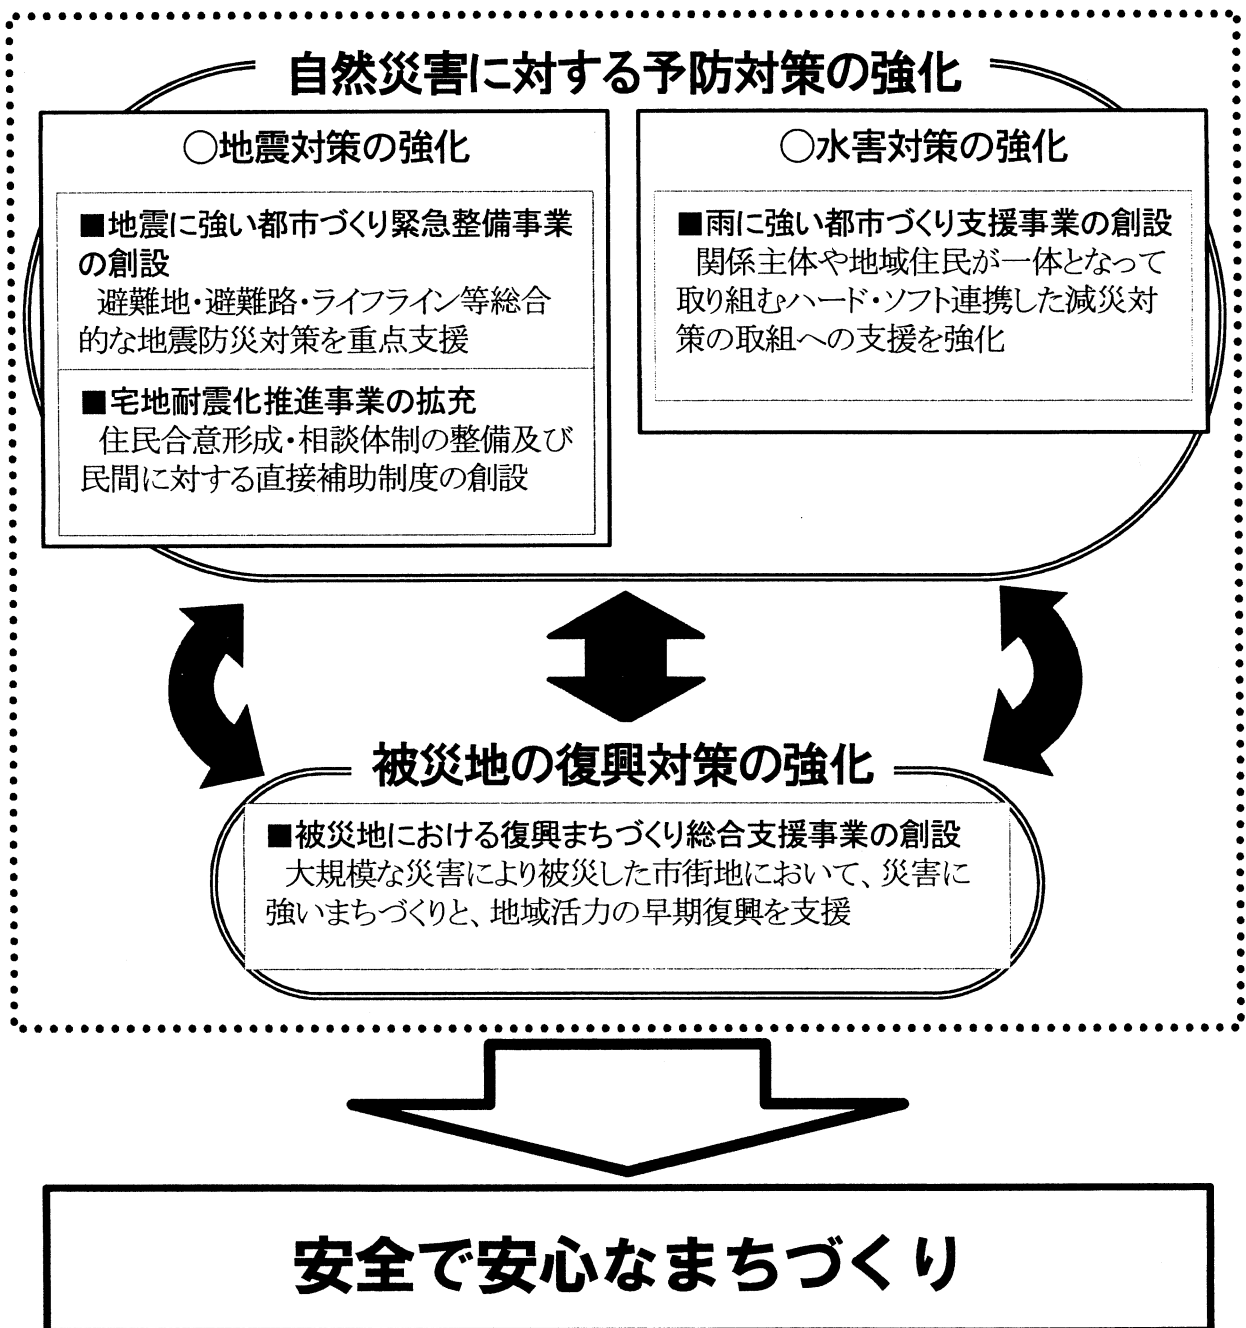 自然災害に対する予防対策の強化
○地震対策の強化
■地震に強い都市づくり緊急整備事業
の創設
避難地・避難路・ライフライン等総合
的な地震防災対策を重点支援
■宅地耐震化推進事業の拡充
住民合意形成・相談体制の整備及び
民間に対する直接補助制度の創設
○水害対策の強化
■雨に強い都市づくり支援事業の創設
関係主体や地域住民が一体となって
取り組むハード・ソフト連携した減災対
策の取組への支援を強化
被災地の復興対策の強化
■被災地における復興まちづくり総合支援事業の創設
大規模な災害により被災した市街地において、災害に
強いまちづくりと、地域活力の早期復興を支援
安全で安心なまちづくり